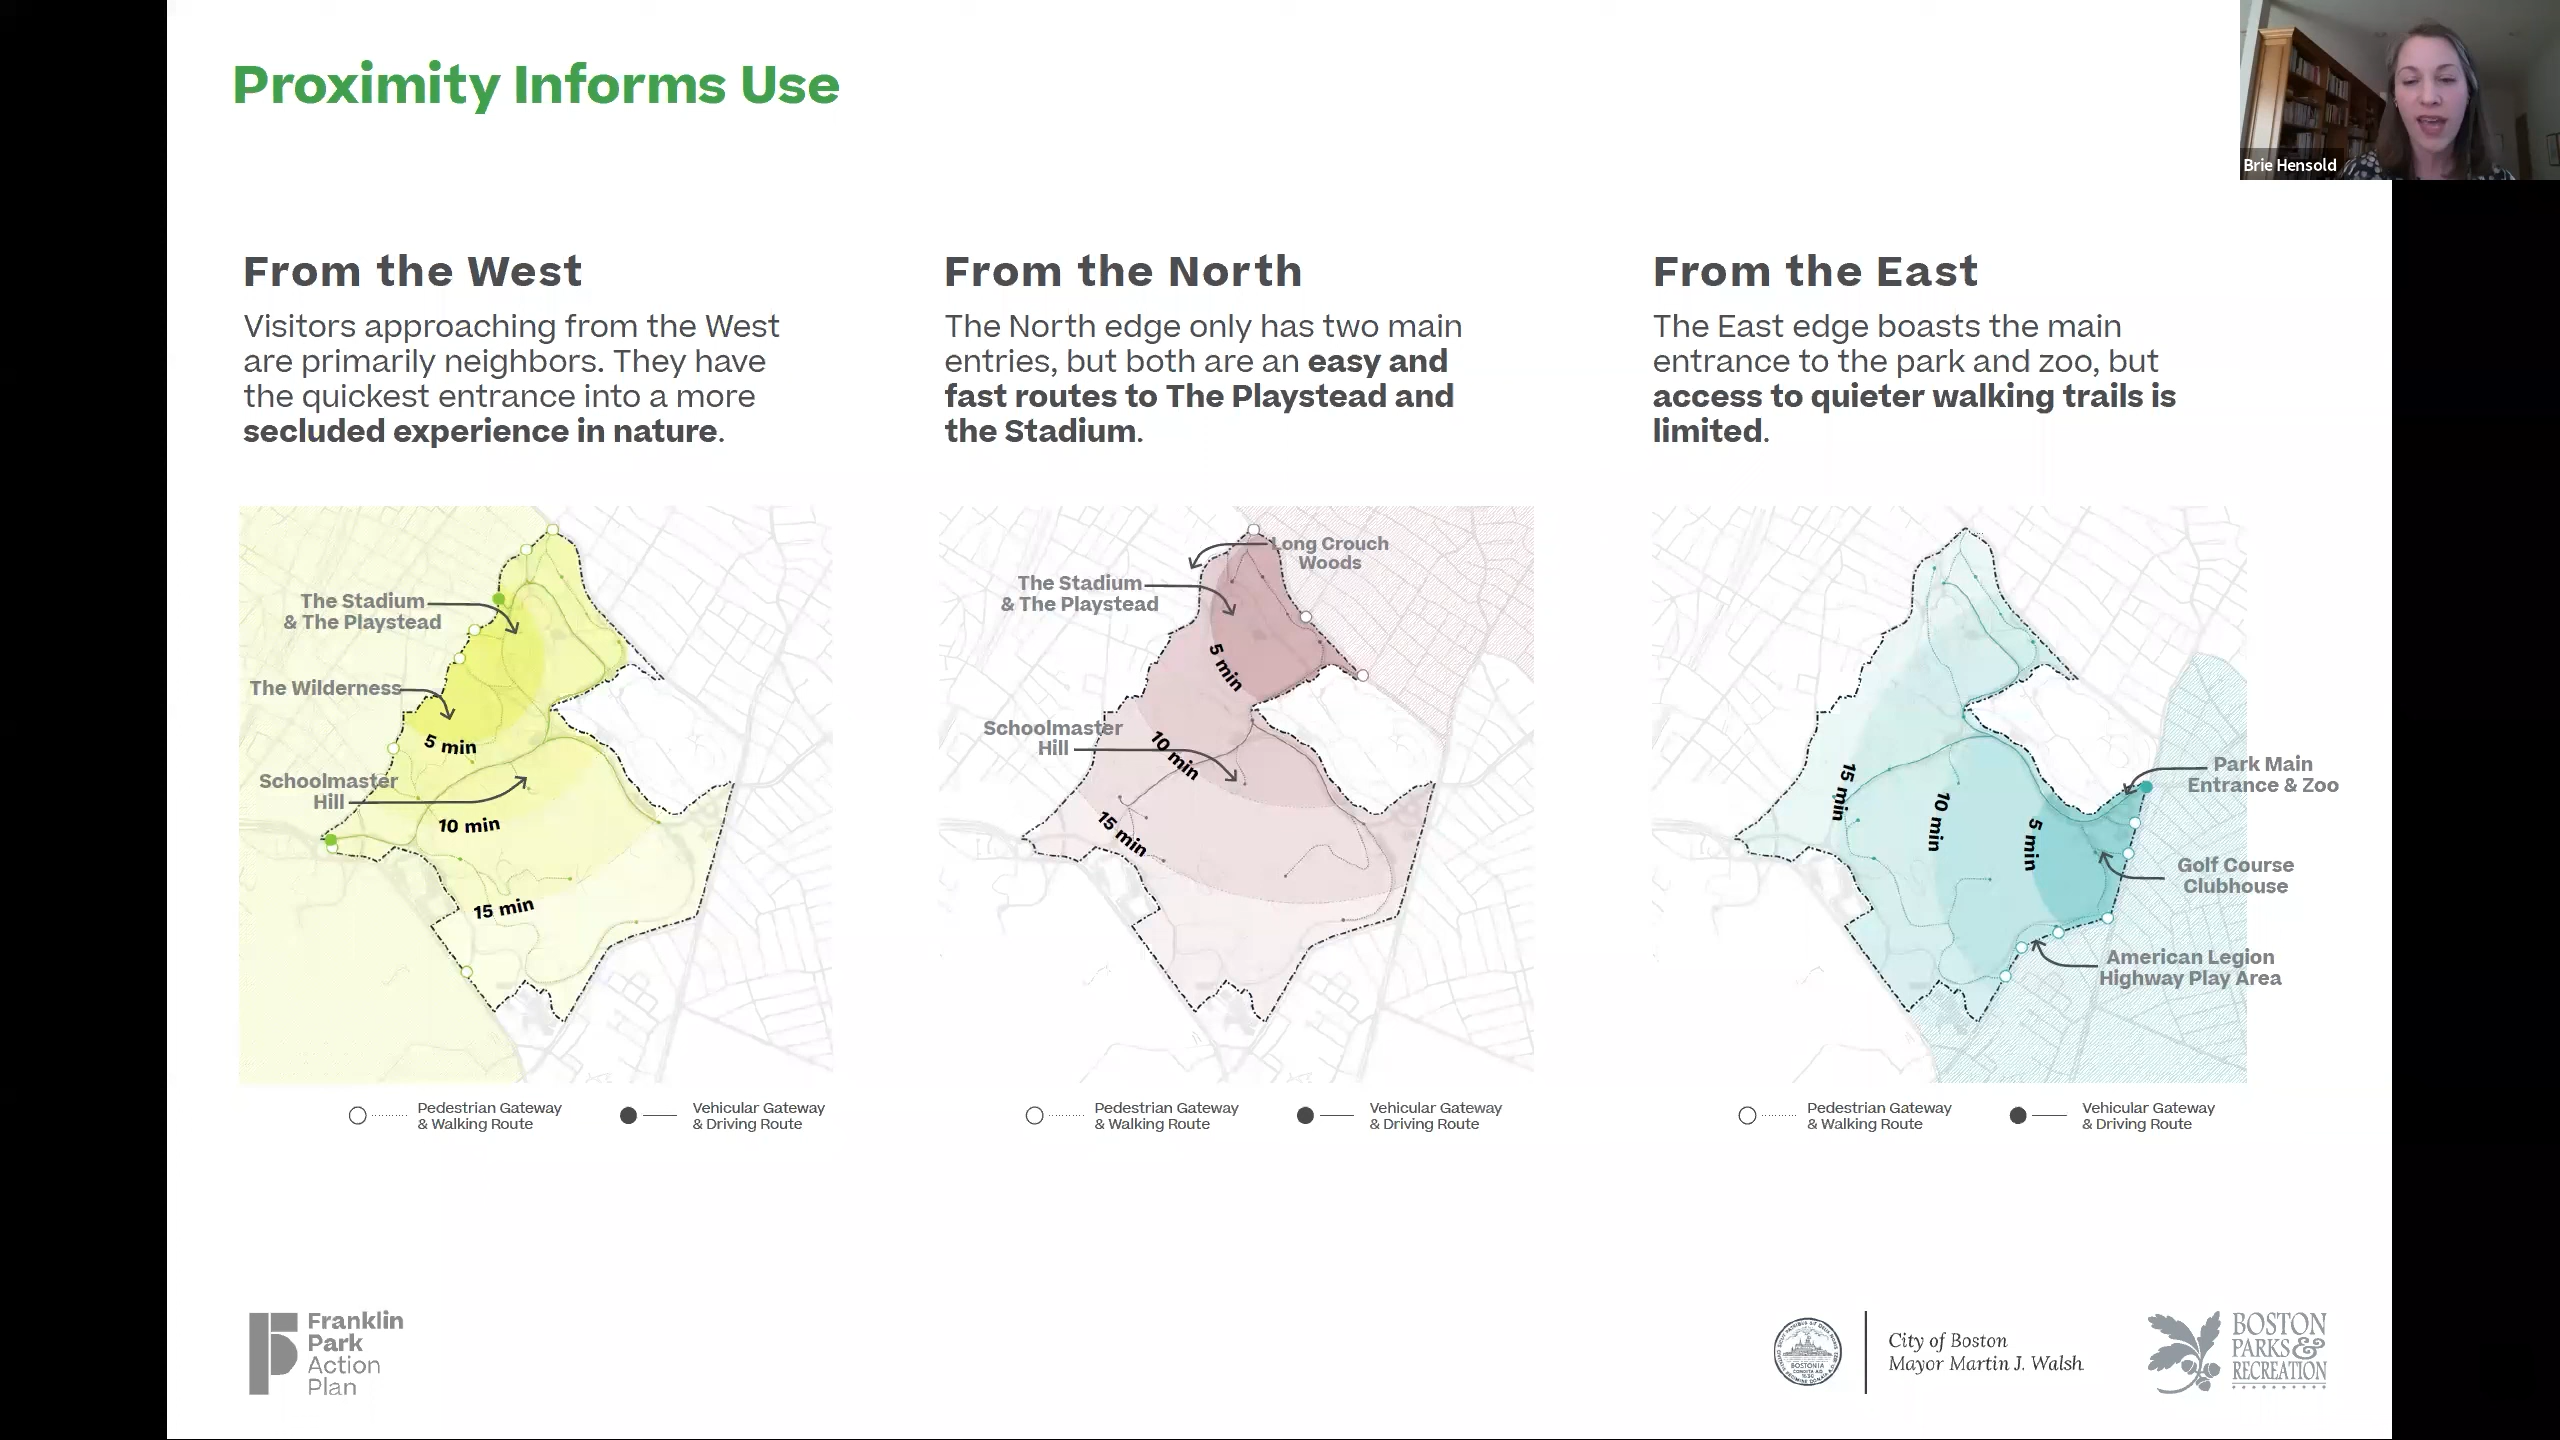 Proximity Informs Use
Brie Hensold
From the West
Visitors approaching from the West
are primarily neighbors. They have
the quickest entrance into a more
secluded experience in nature.
The Stadium
& The Playstead
The Wilderness
5 min
Schoolmaster
Hill
10 min
15 min
Pedestrian Gateway
& Walking Route
Vehicular Gateway
& Driving Route
From the North
The North edge only has two main
entries, but both are an easy and
fast routes to The Playstead and
the Stadium.
Long Crouch
Woods
The Stadium
& The Playstead
5 min
Schoolmaster
Hill
10 min
15 min
Pedestrian Gateway
& Walking Route
Vehicular Gateway
& Driving Route
From the East
The East edge boasts the main
entrance to the park and zoo, but
access to quieter walking trails is
limited.
15 min
10 min
5 min
Park Main
Entrance & Zoo
Golf Course
Clubhouse
American Legion
Highway Play Area
Pedestrian Gateway
& Walking Route
Vehicular Gateway
& Driving Route
Franklin
Park
Action
Plan
BOSTONIA
City of Boston
Mayor Martin J. Walsh
BOSTON
PARKS &
RECREATION